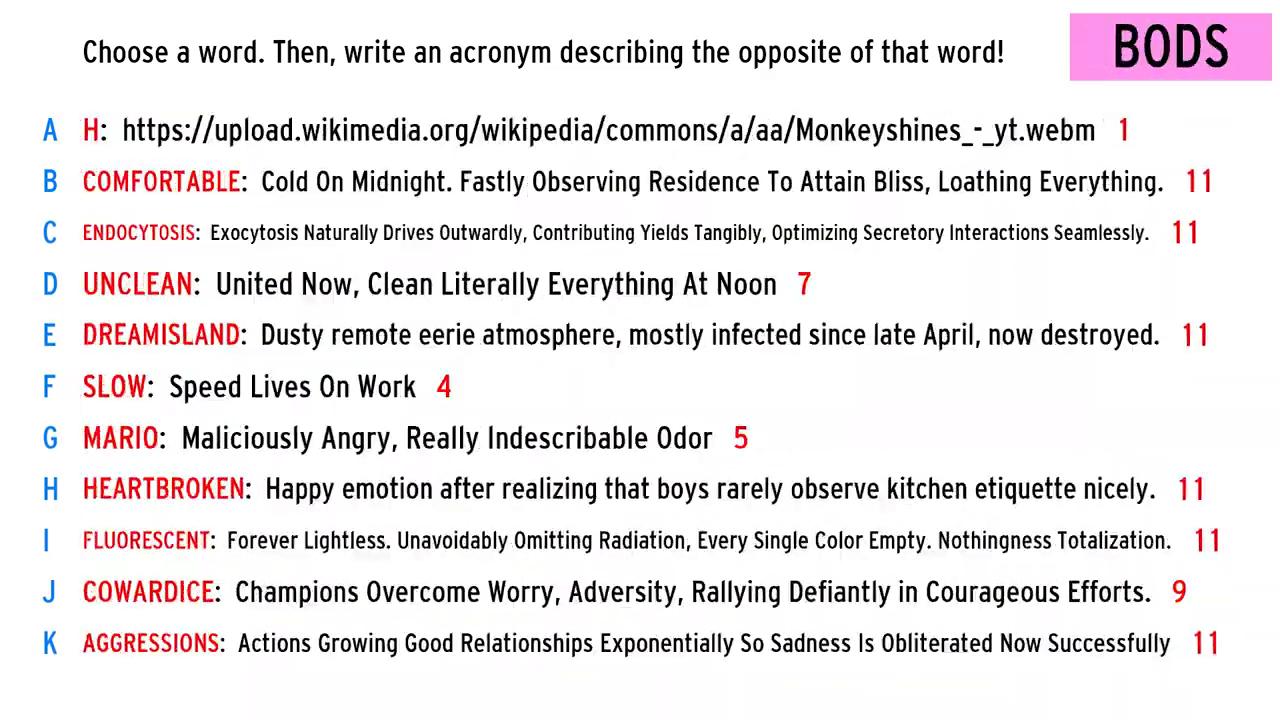 Choose a word. Then, write an acronym describing the opposite of that word!
BODS
A H: https://upload.wikimedia.org/wikipedia/commons/a/aa/Monkeyshines_-_yt.webm 1
B COMFORTABLE: Cold On Midnight. Fastly Observing Residence To Attain Bliss, Loathing Everything. 11
C ENDOCYTOSIS: Exocytosis Naturally Drives Outwardly, Contributing Yields Tangibly, Optimizing Secretory Interactions Seamlessly. 11
D UNCLEAN: United Now, Clean Literally Everything At Noon 7
E DREAMISLAND: Dusty remote eerie atmosphere, mostly infected since late April, now destroyed. 11
F SLOW: Speed Lives On Work 4
G MARIO: Maliciously Angry, Really Indescribable Odor 5
H HEARTBROKEN: Happy emotion after realizing that boys rarely observe kitchen etiquette nicely. 11
I FLUORESCENT: Forever Lightless. Unavoidably Omitting Radiation, Every Single Color Empty. Nothingness Totalization. 11
J COWARDICE: Champions Overcome Worry, Adversity, Rallying Defiantly in Courageous Efforts. 9
K AGGRESSIONS: Actions Growing Good Relationships Exponentially So Sadness Is Obliterated Now Successfully 11